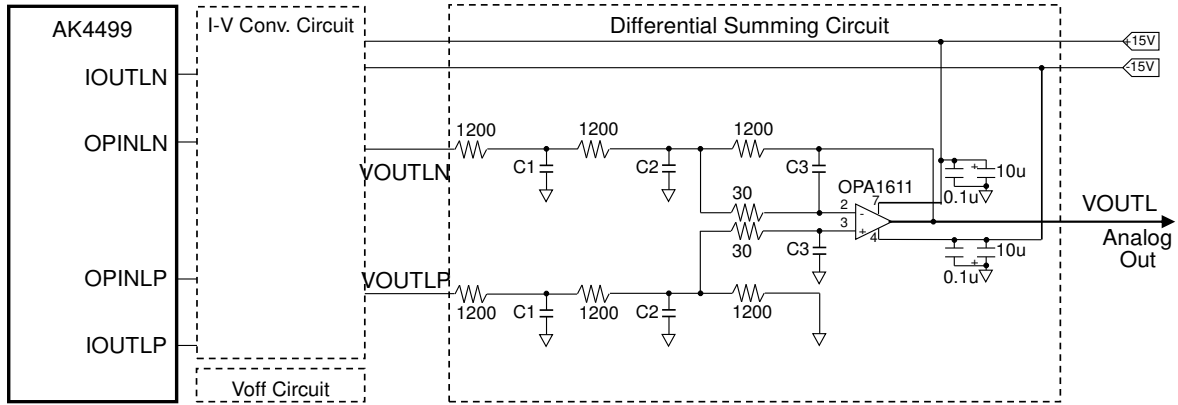 AK4499
I-V Conv. Circuit
Differential Summing Circuit
+15V
-15V
IOUTLN
OPINLN
1200
1200
1200
VOUTLN
C1
C2
C3
OPA1611
7
+
10u
0.1u
30
2
-
3
+
4
VOUTL
Analog
Out
30
C3
+
10u
0.1u
OPINLP
VOUTLP
1200
C1
1200
C2
1200
IOUTLP
Voff Circuit